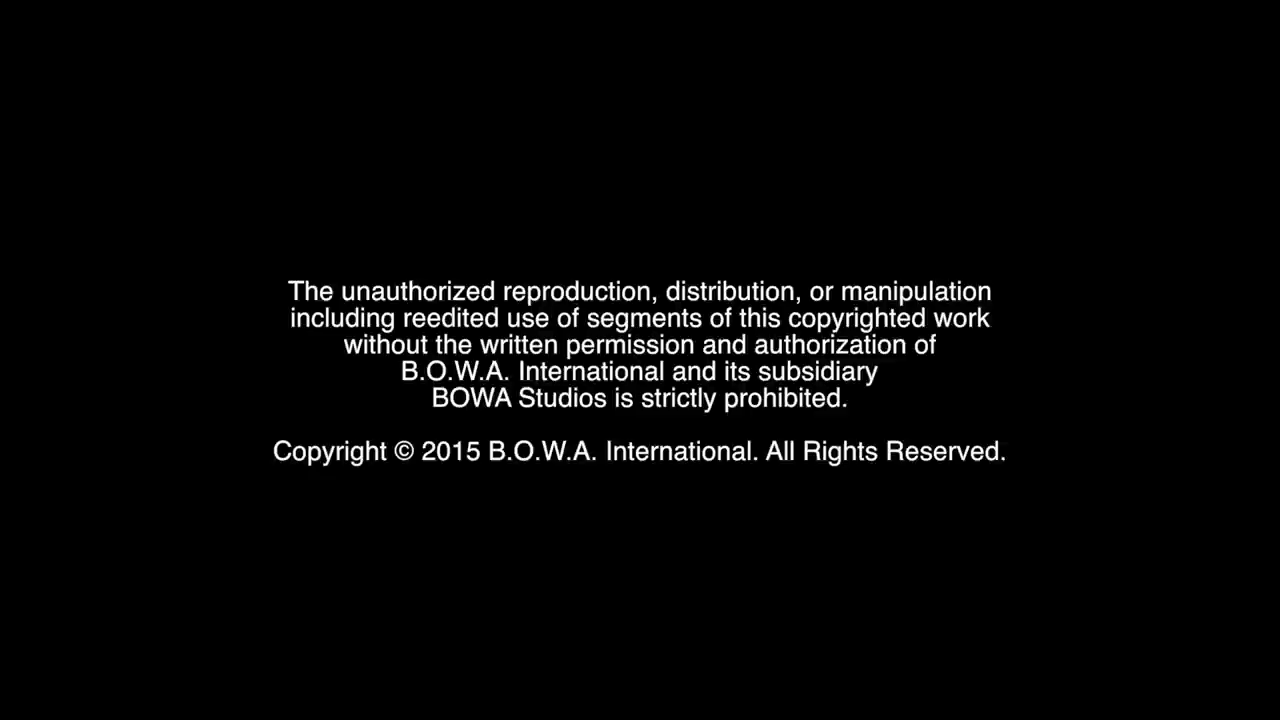 The unauthorized reproduction, distribution, or manipulation
including reedited use of segments of this copyrighted work
without the written permission and authorization of
B.O.W.A. International and its subsidiary
BOWA Studios is strictly prohibited.
Copyright © 2015 B.O.W.A. International. All Rights Reserved.